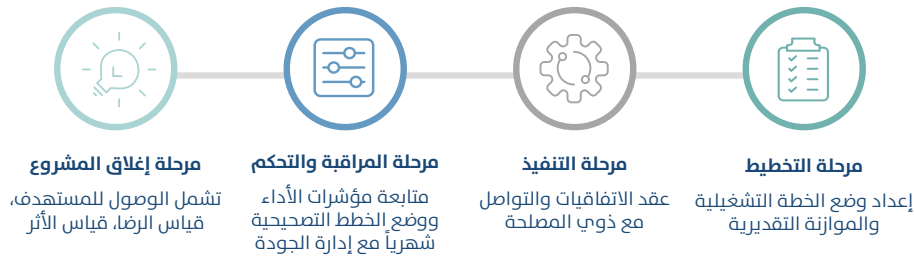 مرحلة التخطيط
إعداد وضع الخطة التشغيلية
والموازنة التقديرية
مرحلة التنفيذ
عقد الاتفاقيات والتواصل
مع ذوي المصلحة
مرحلة المراقبة والتحكم
متابعة مؤشرات الأداء
ووضع الخطط التصحيحية
شهرياً مع إدارة الجودة
مرحلة إغلاق المشروع
تشمل الوصول للمستهدف،
قياس الرضا، قياس الأثر